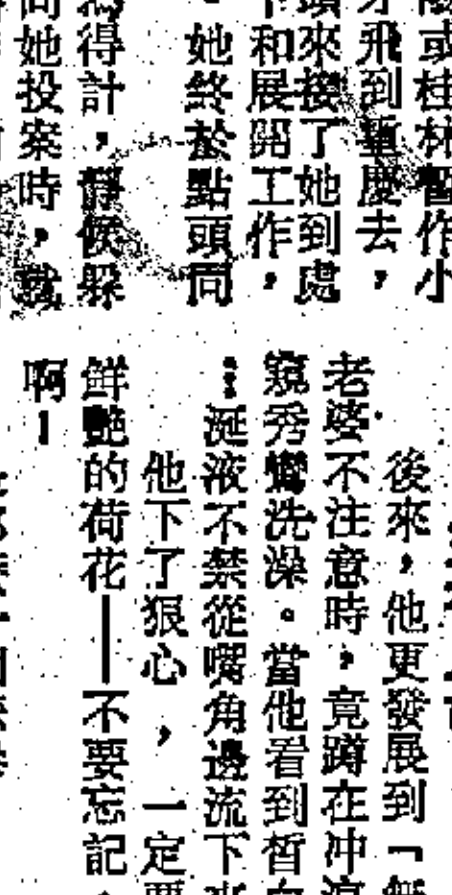 或桂林暫作小
才飛到重慶去,
頭來接了她到處
和展開工作,
。她終於點頭同
為得計,靜候躲
她投案時,就
後來,他更發展到「
老婆不注意時,竟蹲在冲
窺秀鸞洗澡。當他看到皙
⋮涎液不禁從嘴角邊流下
他下了狠心,一定要
鮮艷的荷花——不要忘記,
啊!